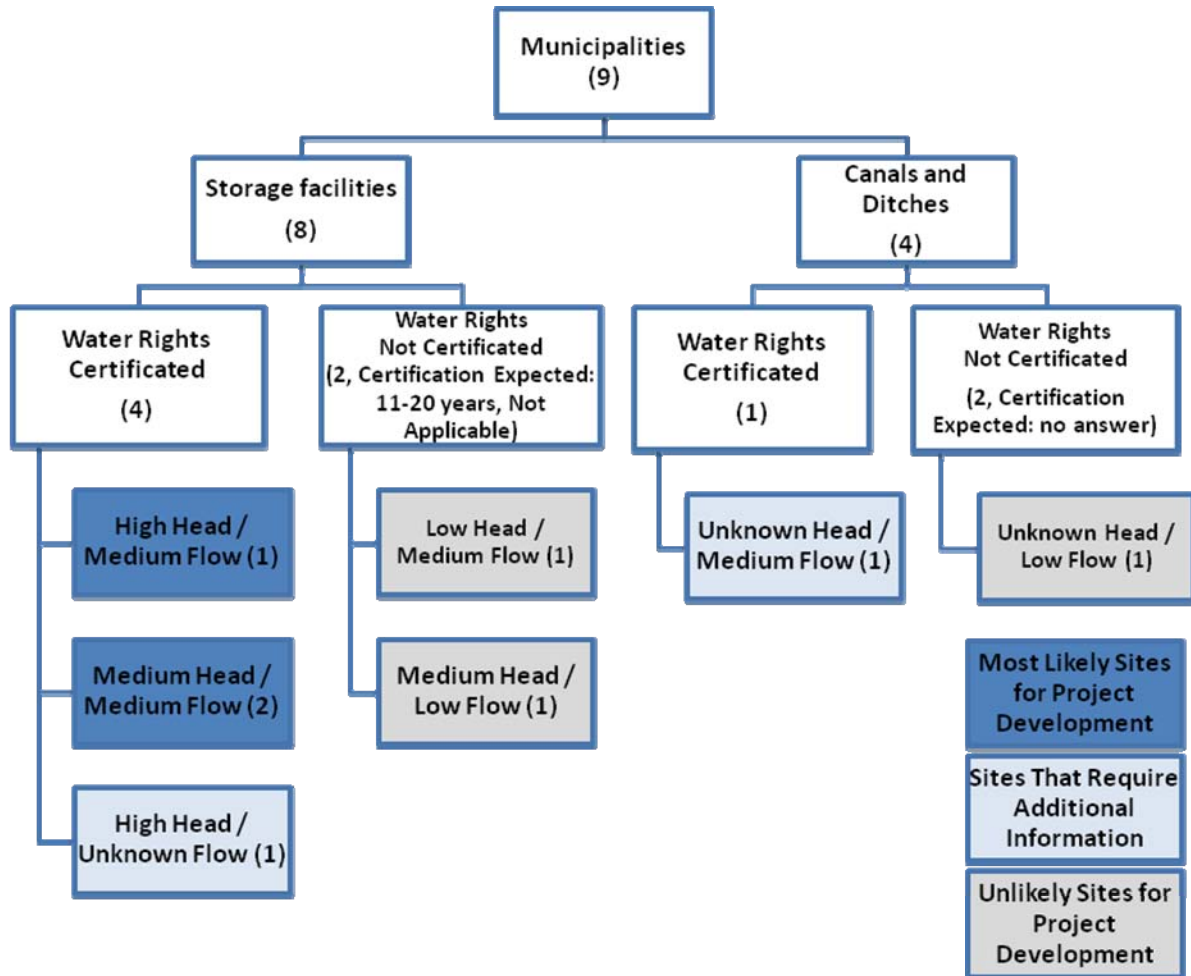 Municipalities
(9)
Storage facilities
(8)
Canals and
Ditches
(4)
Water Rights
Certificated
(4)
Water Rights
Not Certificated
(2, Certification Expected:
11-20 years, Not
Applicable)
Water Rights
Certificated
(1)
Water Rights
Not Certificated
(2, Certification
Expected: no answer)
High Head /
Medium Flow (1)
Medium Head /
Medium Flow (2)
High Head /
Unknown Flow (1)
Low Head /
Medium Flow (1)
Medium Head /
Low Flow (1)
Unknown Head /
Medium Flow (1)
Unknown Head /
Low Flow (1)
Most Likely Sites
for Project
Development
Sites That Require
Additional
Information
Unlikely Sites for
Project
Development